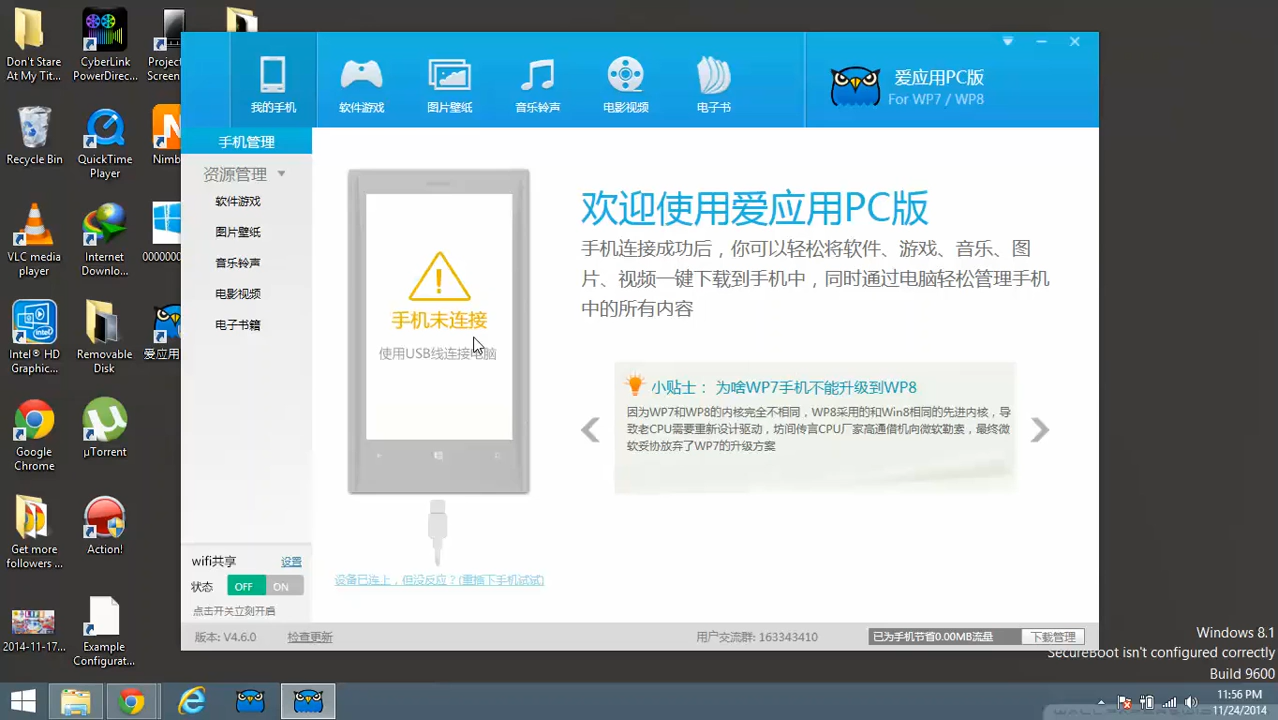 Don't Stare
At My Tit...
CyberLink
PowerDirec...
Project
Screen
Recycle Bin
QuickTime
Player
Nimb
VLC media
player
Internet
Downlo...
0000000
Intel® HD
Graphic...
Removable
Disk
爱应用
Google
Chrome
µTorrent
Get more
followers ...
Action!
2014-11-17...
Example
Configurat...
我的手机
软件游戏
图片壁纸
音乐铃声
电影视频
电子书
爱应用PC版
For WP7 / WP8
手机管理
资源管理
软件游戏
图片壁纸
音乐铃声
电影视频
电子书籍
手机未连接
使用USB线连接电脑
设备已连上，但没反应？(重插下手机试试)
欢迎使用爱应用PC版
手机连接成功后，你可以轻松将软件、游戏、音乐、图
片、视频一键下载到手机中，同时通过电脑轻松管理手机
中的所有内容
小贴士： 为啥WP7手机不能升级到WP8
因为WP7和WP8的内核完全不相同，WP8采用的和Win8相同的先进内核，导
致老CPU需要重新设计驱动，坊间传言CPU厂家高通借机向微软勒索，最终微
软妥协放弃了WP7的升级方案
wifi共享 设置
状态 OFF ON
点击开关立刻开启
版本: V4.6.0 检查更新
用户交流群: 163343410
已为手机节省0.00MB流量
下载管理
Windows 8.1
SecureBoot isn't configured correctly
Build 9600
11:56 PM
11/24/2014